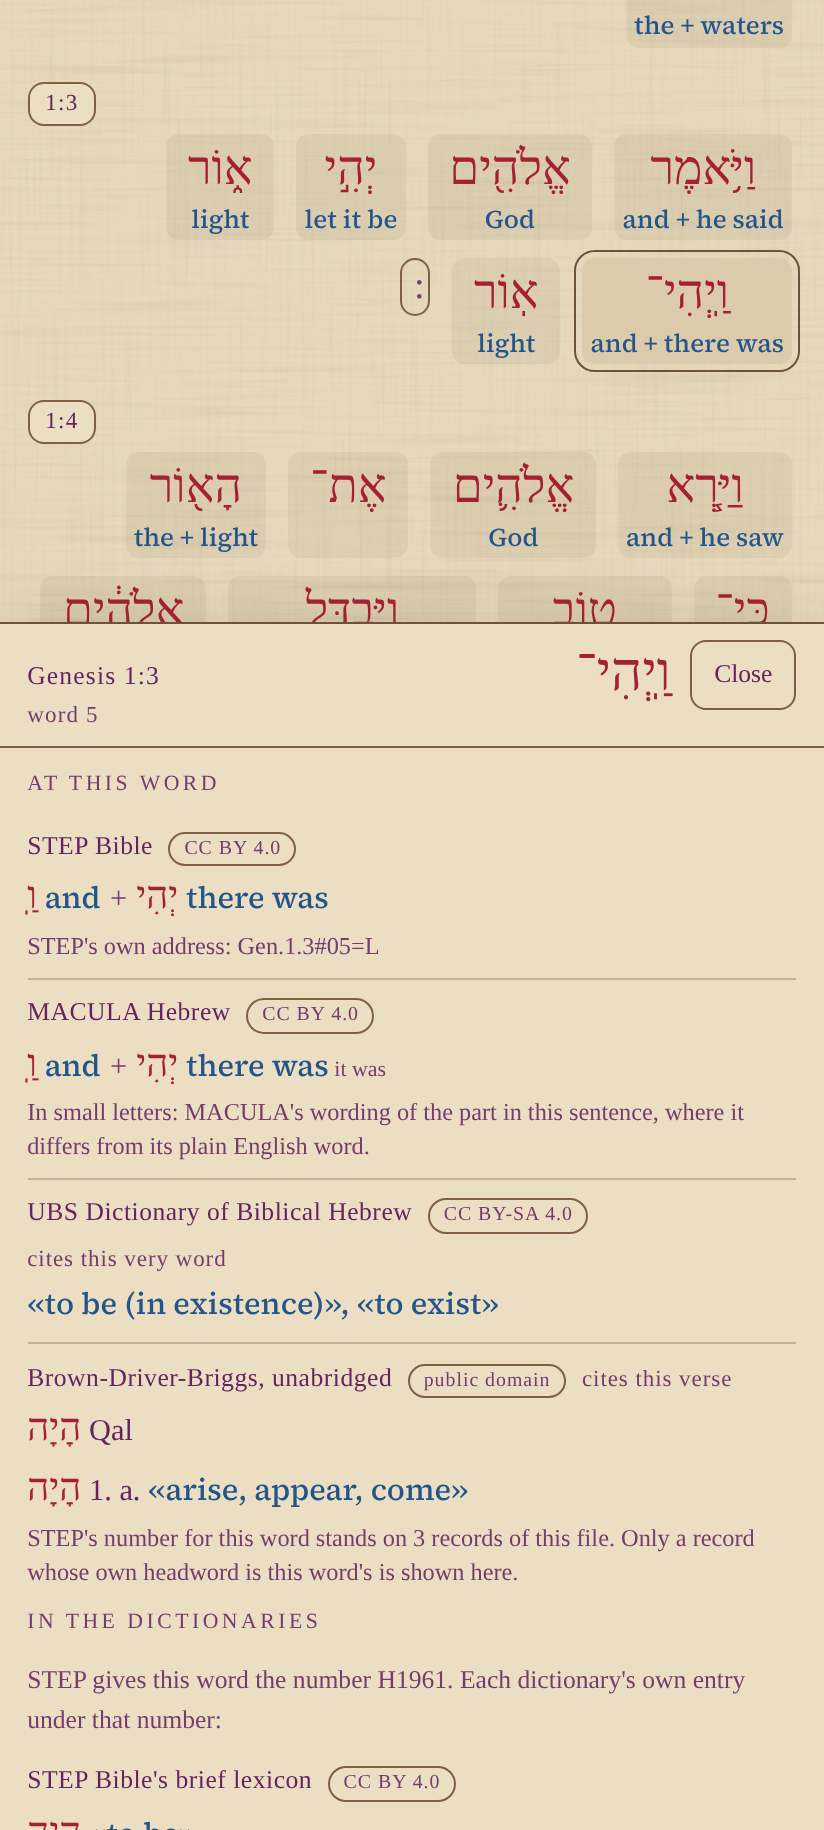 the + waters
1:3
וַיֹּ֥אמֶר אֱלֹהִ֖ים יְהִ֣י א֑וֹר
and + he said God let it be light
וַֽיְהִי־ אֽוֹר ׃
and + there was light
1:4
וַיַּ֧רְא אֱלֹהִ֛ים אֶת־ הָא֖וֹר
and + he saw God the + light
Genesis 1:3
וַֽיְהִי־
Close
word 5
AT THIS WORD
STEP Bible CC BY 4.0
וַֽ and + יְהִי there was
STEP's own address: Gen.1.3#05=L
MACULA Hebrew CC BY 4.0
וַֽ and + יְהִי there was it was
In small letters: MACULA's wording of the part in this sentence, where it
differs from its plain English word.
UBS Dictionary of Biblical Hebrew CC BY-SA 4.0
cites this very word
«to be (in existence)», «to exist»
Brown-Driver-Briggs, unabridged public domain cites this verse
הָיָה Qal
הָיָה 1. a. «arise, appear, come»
STEP's number for this word stands on 3 records of this file. Only a record
whose own headword is this word's is shown here.
IN THE DICTIONARIES
STEP gives this word the number H1961. Each dictionary's own entry
under that number:
STEP Bible's brief lexicon CC BY 4.0